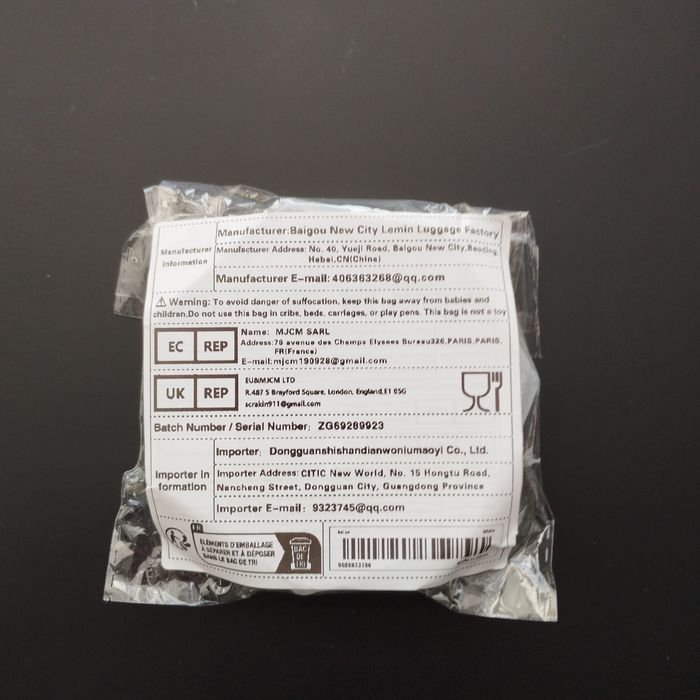 Manufacturer Information
Manufacturer:Baigou New City Lemin Luggage Factory
Manufacturer Address: No. 40, Yueji Road, Baigou New City,Baoding,
Hebei,CN(China)
Manufacturer E-mail: 406363268@qq.com
⚠ Warning: To avoid danger of suffocation, keep this bag away from babies and
children.Do not use this bag in cribs, beds, carriages, or play pens. This bag is not a toy
EC REP
Name: MJCM SARL
Address:78 avenue des Champs Elysees Bureau326,PARIS,PARIS,
FR(France)
E-mail:mjcm190928@gmail.com
UK REP
EU&MJCM LTD
R.487 5 Brayford Square, London, England,E1 0SG
scrakin911@gmail.com
Batch Number / Serial Number: ZG69289923
Importer in
formation
Importer: Dongguanshishandianwoniumaoyi Co., Ltd.
Importer Address: CITIC New World, No. 15 Hongtu Road,
Nancheng Street, Dongguan City, Guangdong Province
Importer E-mail: 9323745@qq.com
FR
ÉLÉMENTS D'EMBALLAGE
À SÉPARER ET À DÉPOSER
DANS LE BAC DE TRI
BAC
DE
TRI